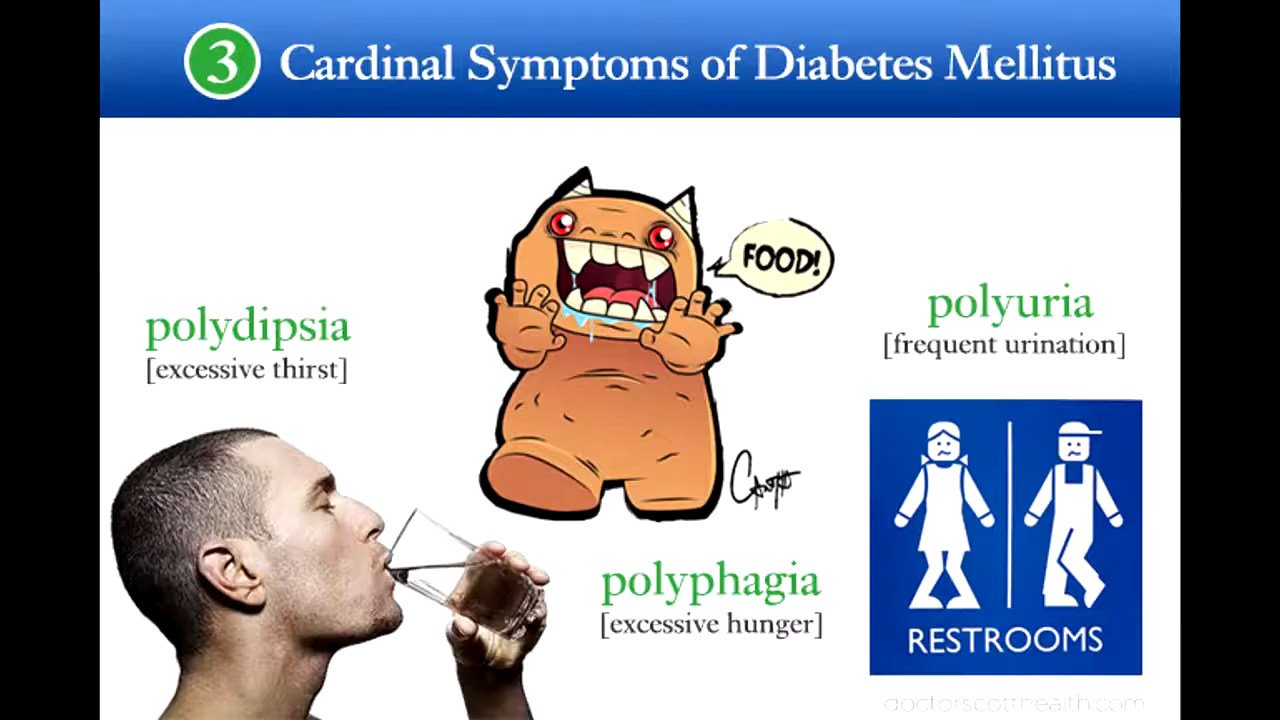 3 Cardinal Symptoms of Diabetes Mellitus
FOOD!
polydipsia
[excessive thirst]
polyuria
[frequent urination]
polyphagia
[excessive hunger]
RESTROOMS
doctorscotthealth.com